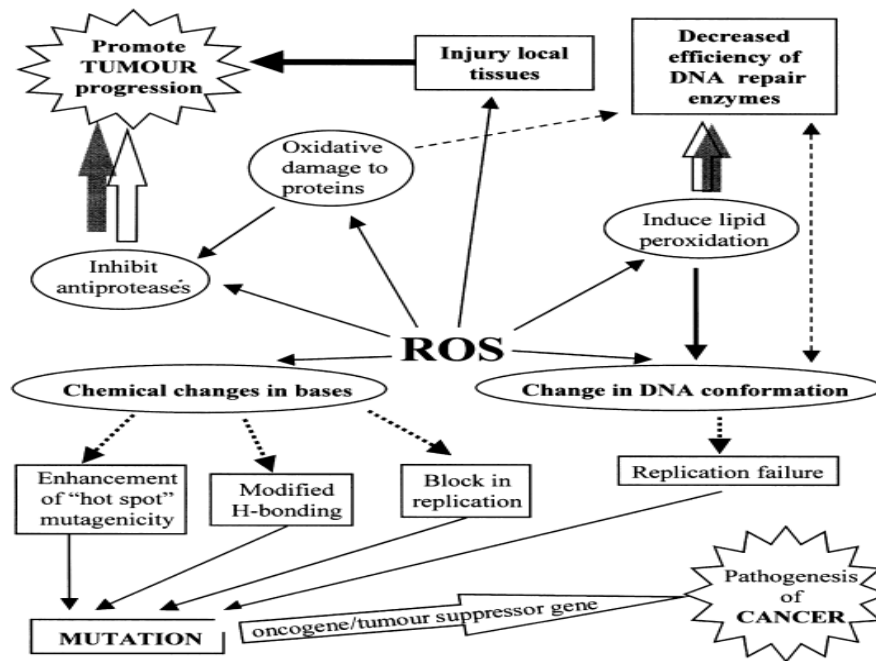 Promote
TUMOUR
progression
Injury local
tissues
Decreased
efficiency of
DNA repair
enzymes
Oxidative
damage to
proteins
Induce lipid
peroxidation
Inhibit
antiproteases
ROS
Chemical changes in bases
Change in DNA conformation
Enhancement
of “hot spot”
mutagenicity
Modified
H-bonding
Block in
replication
Replication failure
Pathogenesis
of
CANCER
MUTATION
oncogene/tumour suppressor gene